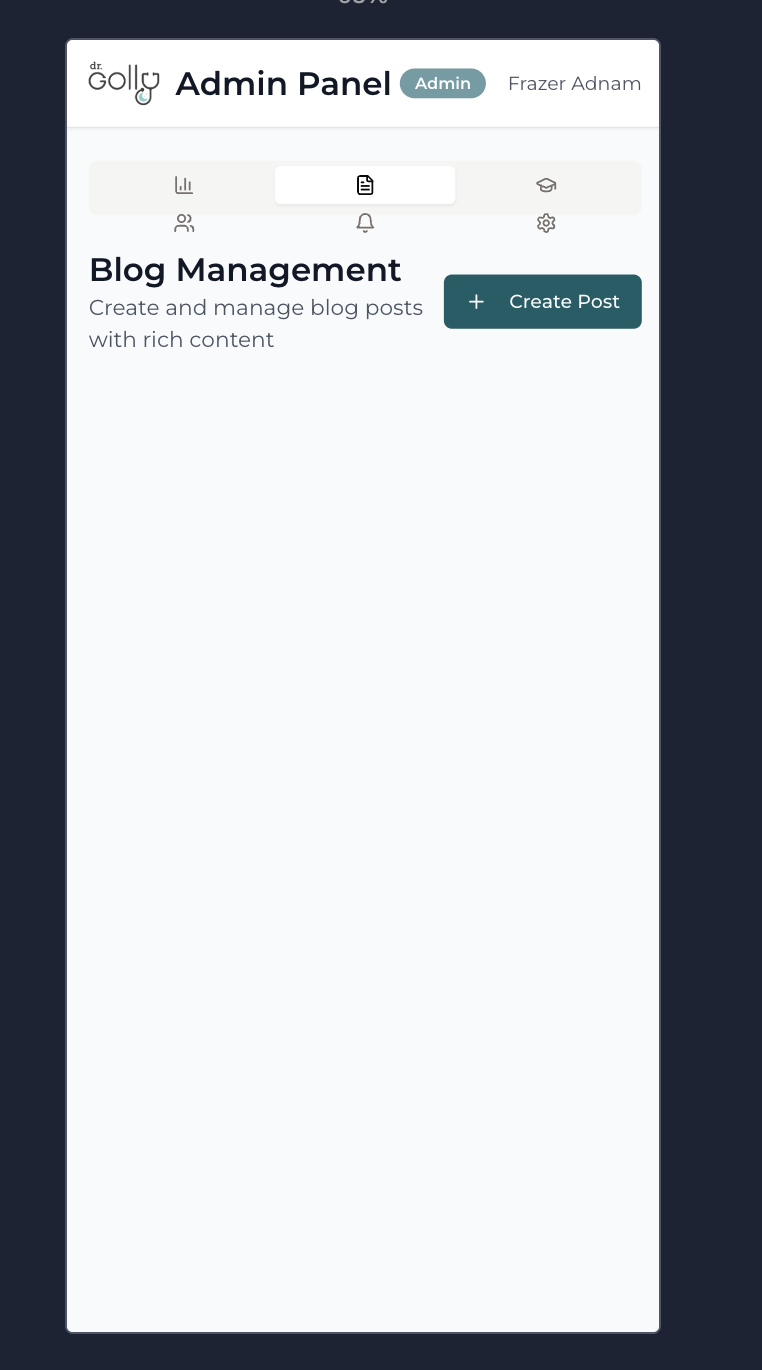 dr.
Golly
Admin Panel
Admin
Frazer Adnam
Blog Management
Create and manage blog posts
with rich content
Create Post